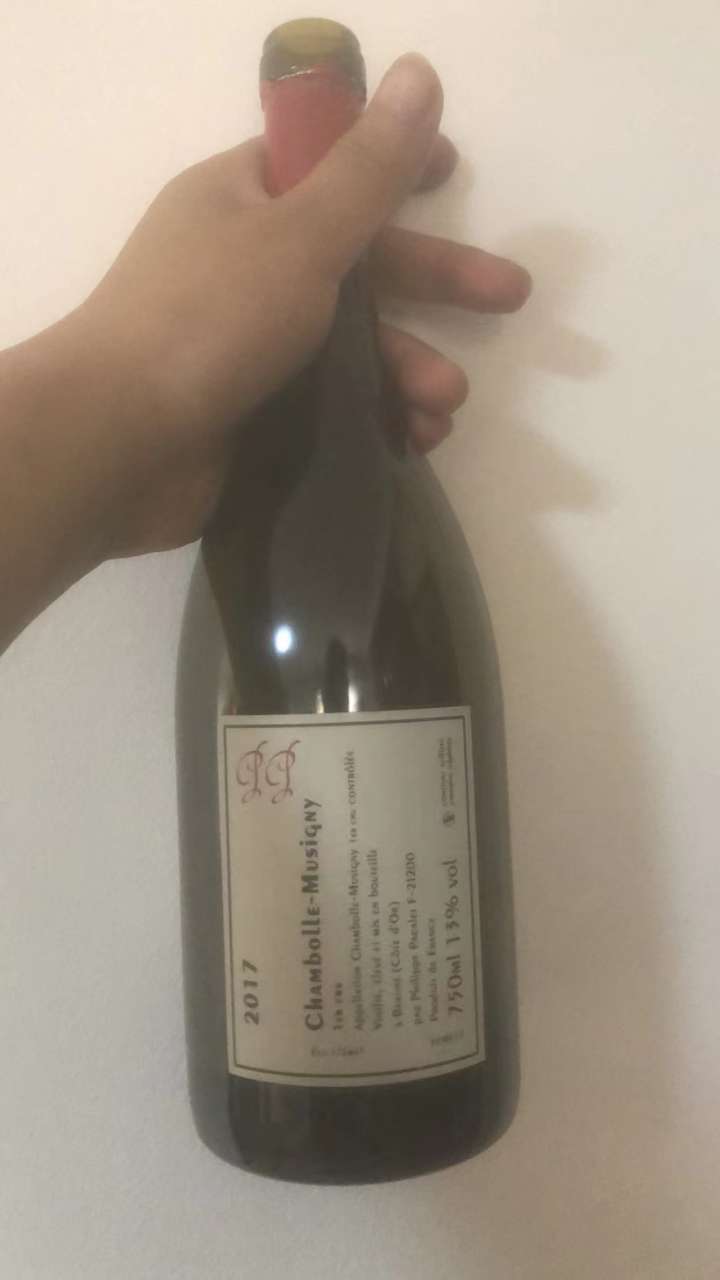 2017
Chambolle-Musigny
1er cru
Appellation Chambolle-Musigny 1er cru contrôlée
Vinifié, élevé et mis en bouteille
à Beaune (Côte d'Or)
par Philippe Pacalet F-21200
Produit de France
750ml 13% vol